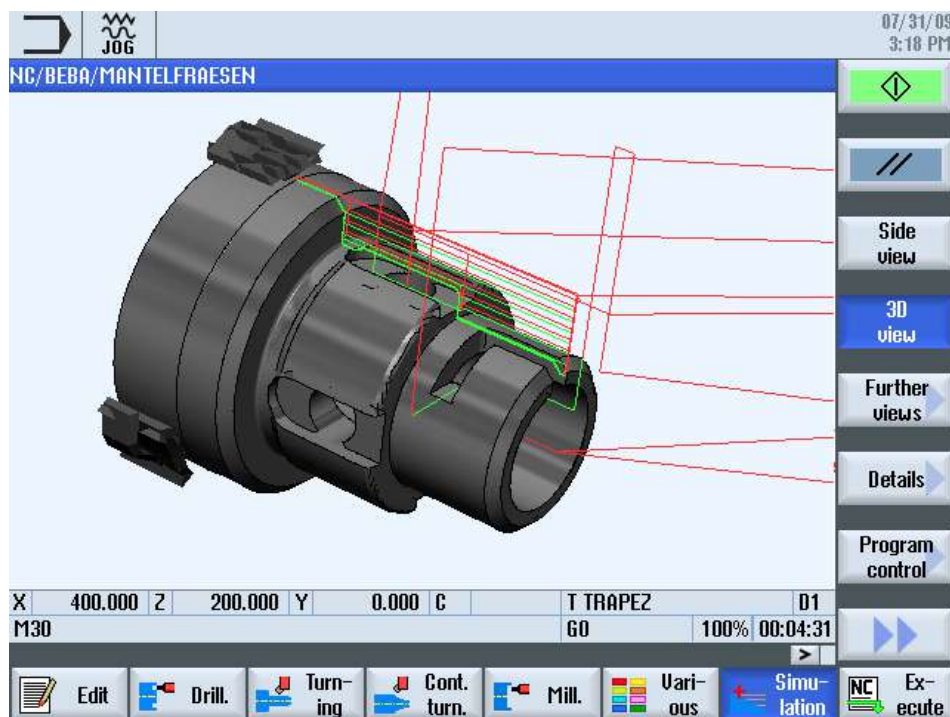 07/31/09
JOG
3:18 PM
NC/BEBA/MANTELFRAESEN
Side
view
3D
view
Further
views
Details
Program
control
X 400.000 Z 200.000 Y 0.000 C T TRAPEZ D1
M30 G0 100% 00:04:31
>
Edit
Drill.
Turn-
ing
Cont.
turn.
Mill.
Vari-
ous
Simu-
lation
NC Ex-
ecute